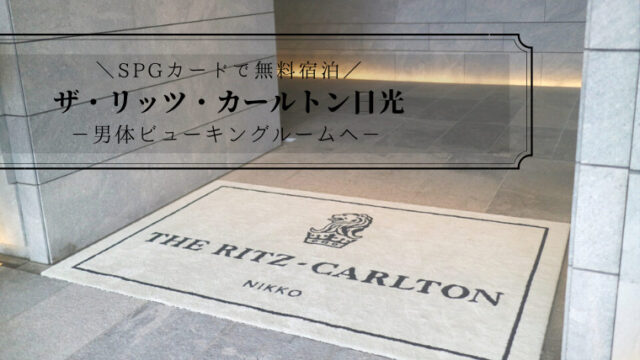 ＼SPGカードで無料宿泊／
ザ・リッツ・カールトン日光
－男体ビューキングルームへ－
THE RITZ-CARLTON
NIKKO